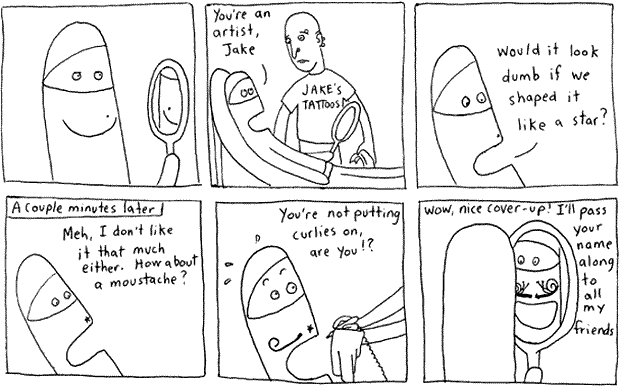 You're an
artist,
Jake
JAKE'S
TATTOOS
Would it look
dumb if we
shaped it
like a star?
A couple minutes later
Meh, I don't like
it that much
either. How about
a moustache?
You're not putting
curlies on,
are you!?
Wow, nice cover-up! I'll pass
your
name
along
to
all
my
friends